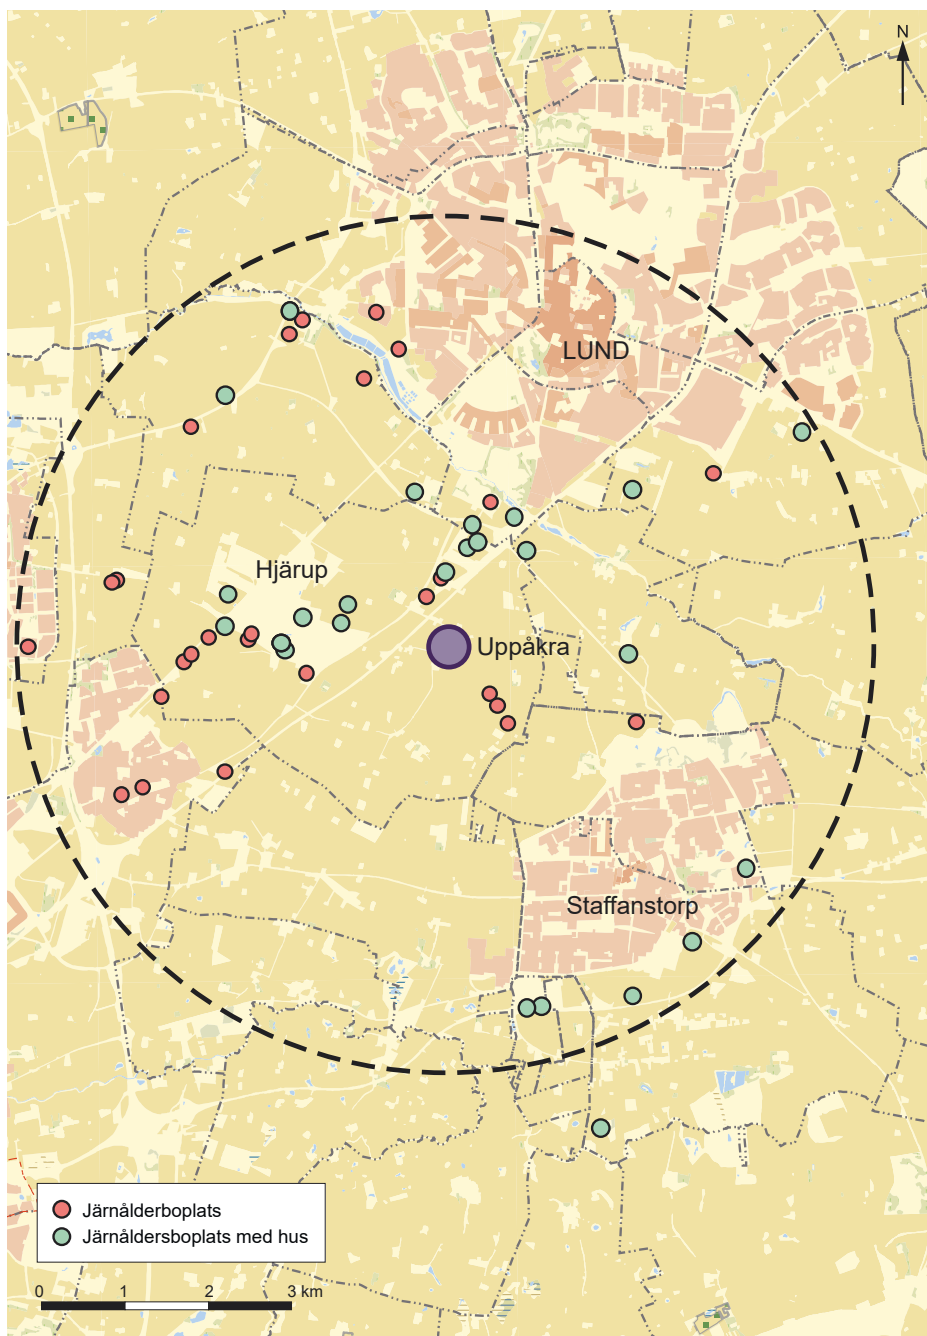 N
LUND
Hjärup
Uppåkra
Staffanstorp
Järnålderboplats
Järnåldersboplats med hus
0 1 2 3 km